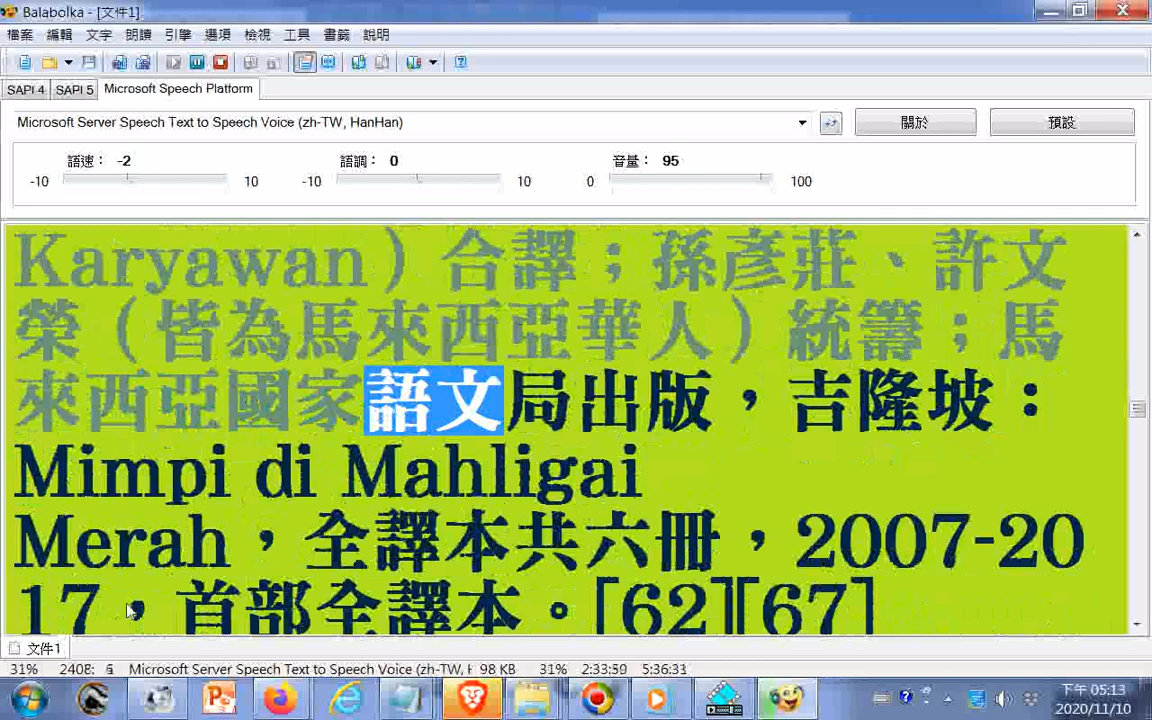 Balabolka - [文件1]
檔案 編輯 文字 朗讀 引擎 選項 檢視 工具 書籤 說明
SAPI 4 SAPI 5 Microsoft Speech Platform
Microsoft Server Speech Text to Speech Voice (zh-TW, HanHan) 關於 預設
語速： -2 語調： 0 音量： 95
-10 10 -10 10 0 100
Karyawan）合譯；孫彥莊、許文
榮（皆為馬來西亞華人）統籌；馬
來西亞國家語文局出版，吉隆坡：
Mimpi di Mahligai
Merah，全譯本共六冊，2007-20
17，首部全譯本。[62][67]
文件1
31% 2408: Microsoft Server Speech Text to Speech Voice (zh-TW, 98 KB 31% 2:33:59 5:36:33
下午 05:13
2020/11/10